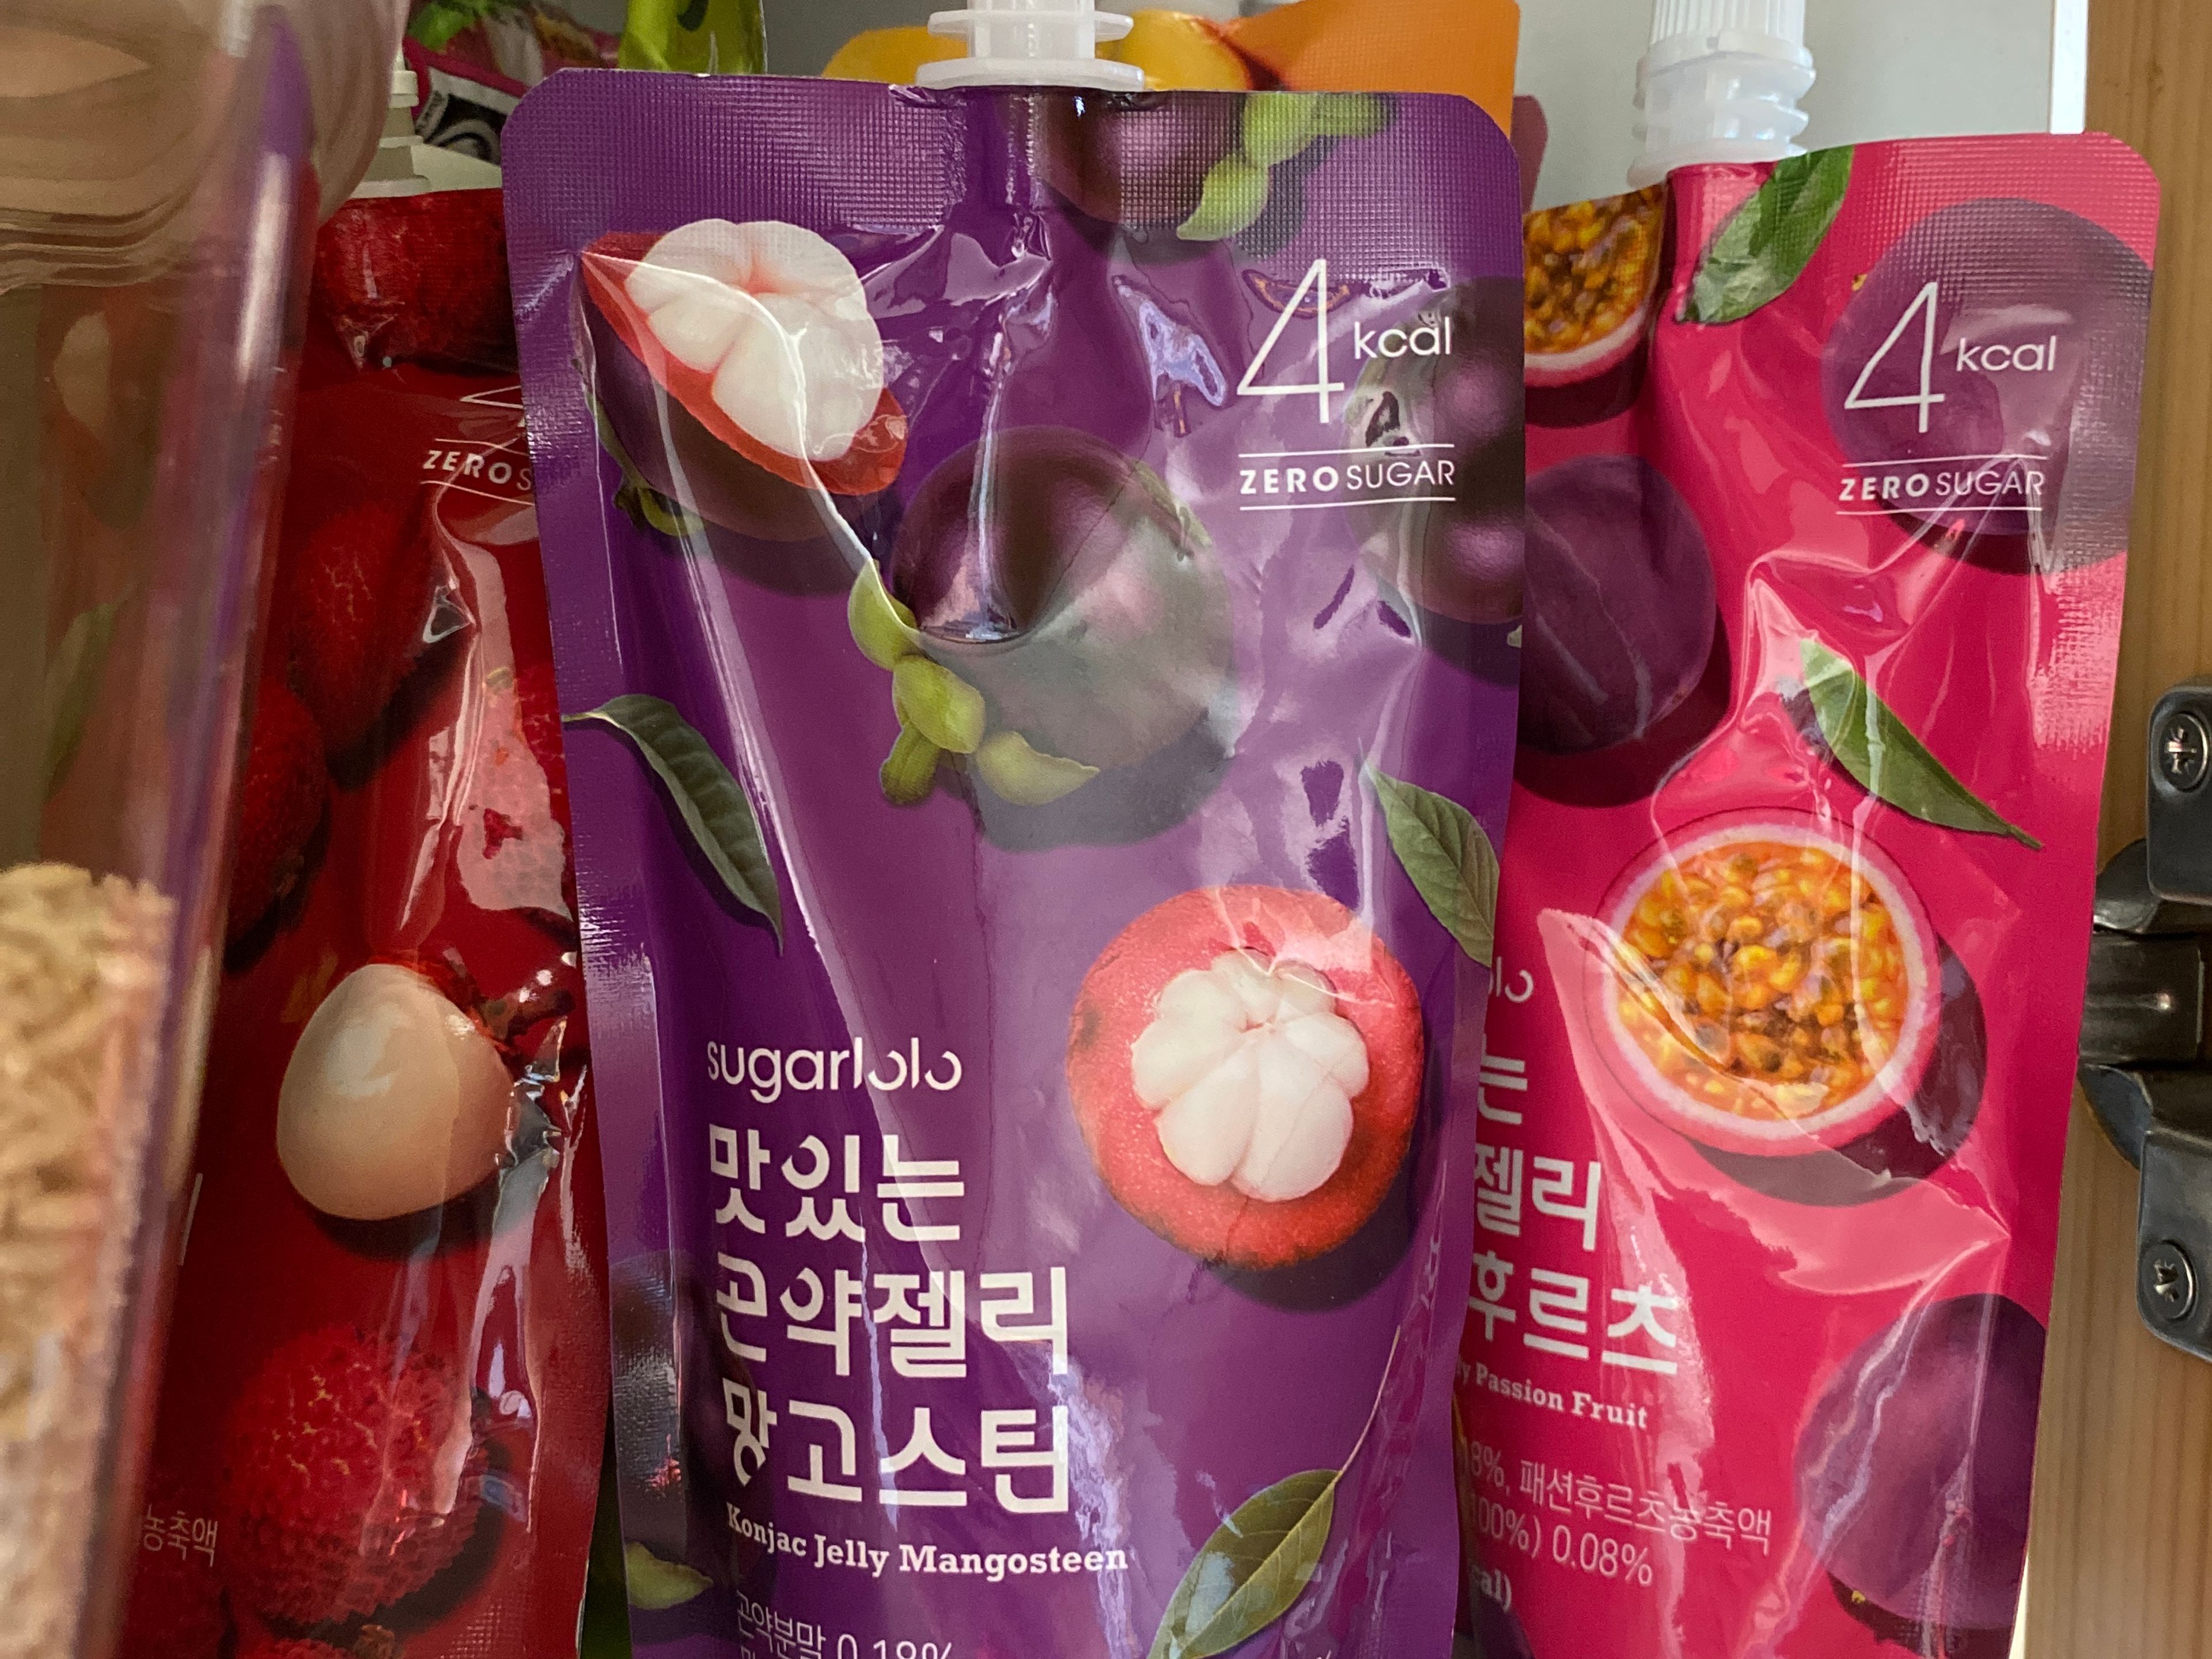 ZERO
농축액
4 kcal
ZERO SUGAR
sugarlolo
맛있는
곤약젤리
망고스틴
Konjac Jelly Mangosteen
곤약분말 0.18%
4 kcal
ZERO SUGAR
는
젤리
후르츠
Passion Fruit
패션후르츠농축액
0.08%